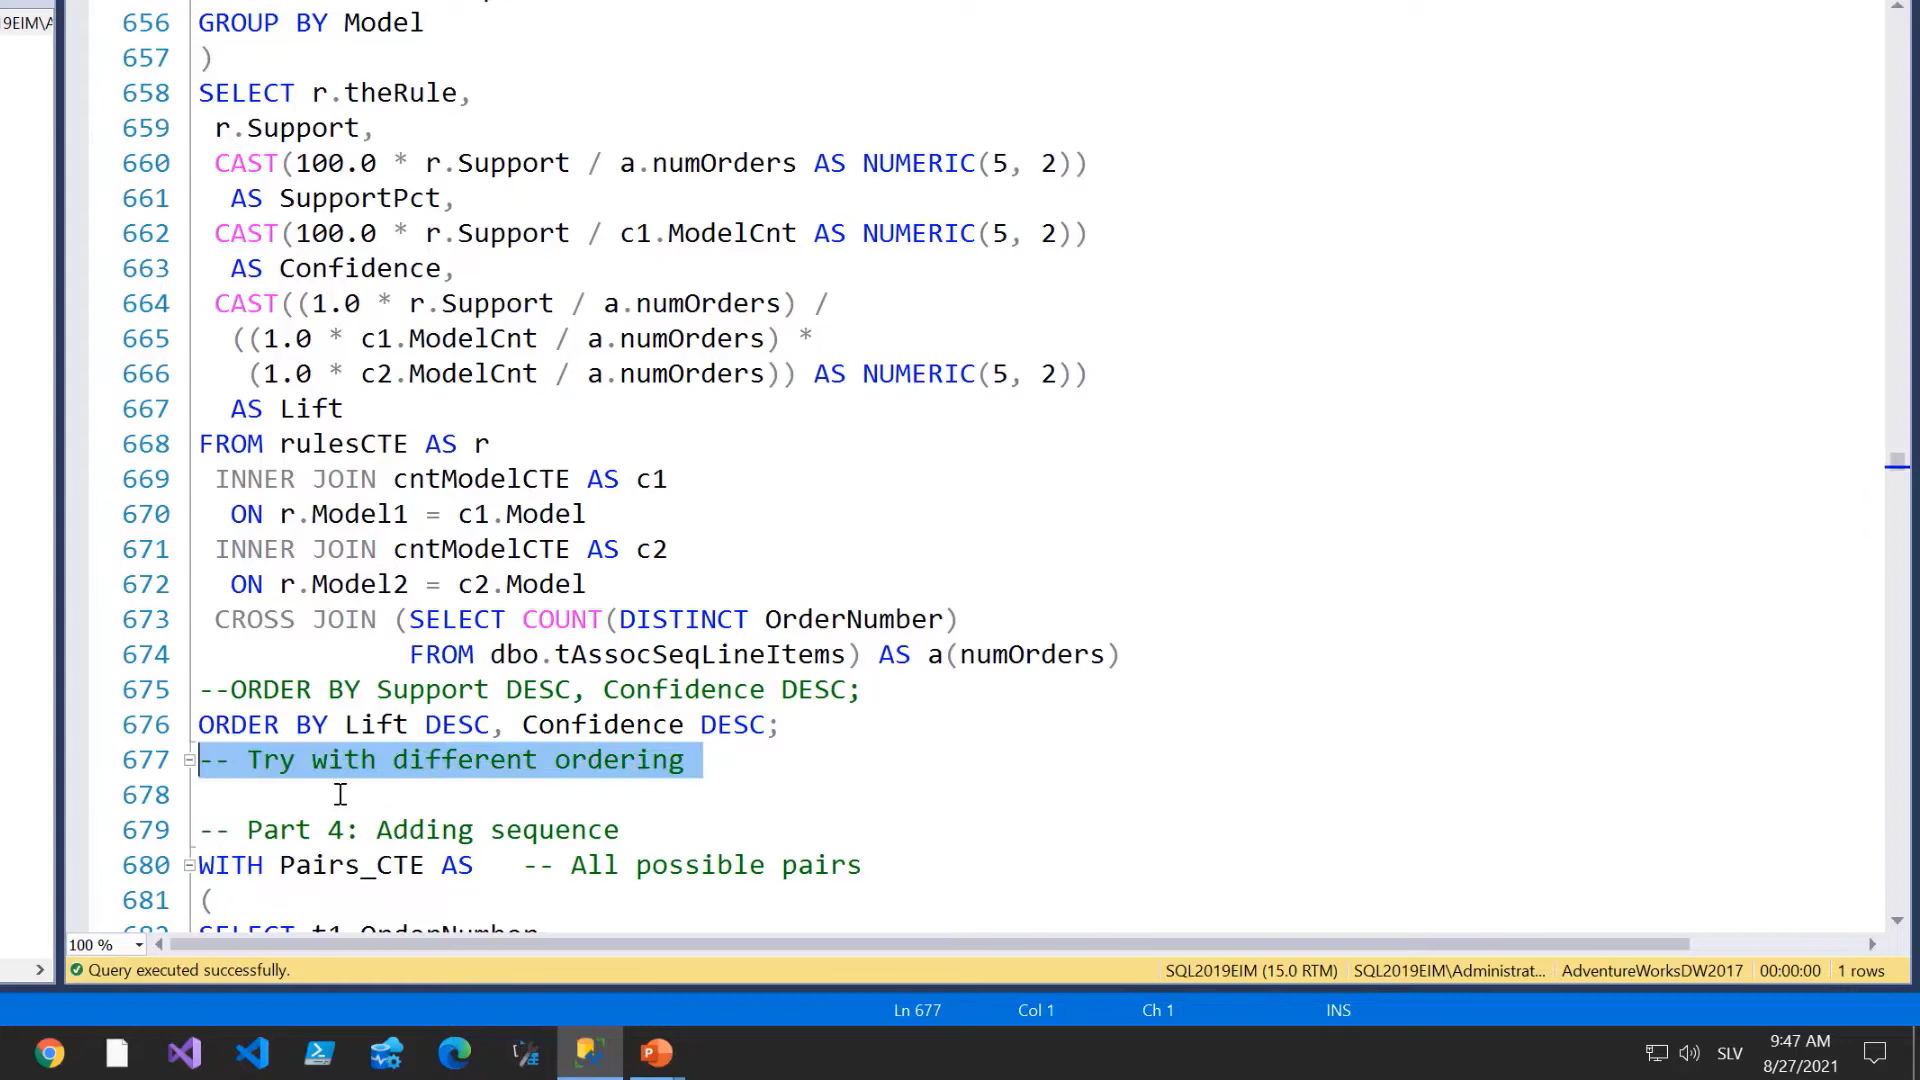 19EIM\A
656 GROUP BY Model
657 )
658 SELECT r.theRule,
659 r.Support,
660 CAST(100.0 * r.Support / a.numOrders AS NUMERIC(5, 2))
661 AS SupportPct,
662 CAST(100.0 * r.Support / c1.ModelCnt AS NUMERIC(5, 2))
663 AS Confidence,
664 CAST((1.0 * r.Support / a.numOrders) /
665 ((1.0 * c1.ModelCnt / a.numOrders) *
666 (1.0 * c2.ModelCnt / a.numOrders)) AS NUMERIC(5, 2))
667 AS Lift
668 FROM rulesCTE AS r
669 INNER JOIN cntModelCTE AS c1
670 ON r.Model1 = c1.Model
671 INNER JOIN cntModelCTE AS c2
672 ON r.Model2 = c2.Model
673 CROSS JOIN (SELECT COUNT(DISTINCT OrderNumber)
674 FROM dbo.tAssocSeqLineItems) AS a(numOrders)
675 --ORDER BY Support DESC, Confidence DESC;
676 ORDER BY Lift DESC, Confidence DESC;
677 -- Try with different ordering
678
679 -- Part 4: Adding sequence
680 WITH Pairs_CTE AS -- All possible pairs
681 (
682 SELECT t1.OrderNumber
100 %
Query executed successfully. SQL2019EIM (15.0 RTM) SQL2019EIM\Administrat... AdventureWorksDW2017 00:00:00 1 rows
Ln 677 Col 1 Ch 1 INS
SLV 9:47 AM
8/27/2021